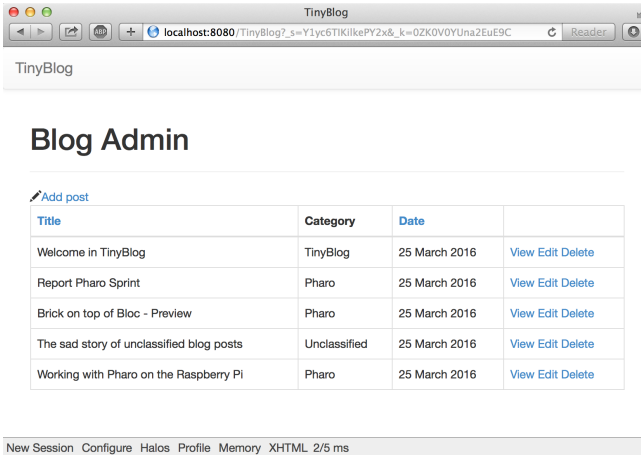 TinyBlog
ABP localhost:8080/TinyBlog?_s=Y1yc6TlKilkePY2x&_k=0ZK0V0YUna2EuE9C Reader
TinyBlog
Blog Admin
Add post
Title Category Date
Welcome in TinyBlog TinyBlog 25 March 2016 View Edit Delete
Report Pharo Sprint Pharo 25 March 2016 View Edit Delete
Brick on top of Bloc - Preview Pharo 25 March 2016 View Edit Delete
The sad story of unclassified blog posts Unclassified 25 March 2016 View Edit Delete
Working with Pharo on the Raspberry Pi Pharo 25 March 2016 View Edit Delete
New Session Configure Halos Profile Memory XHTML 2/5 ms